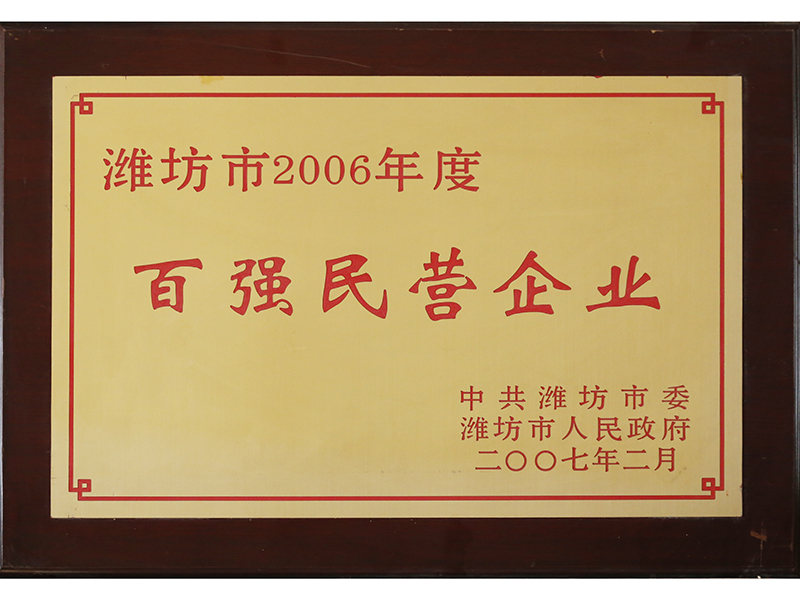 潍坊市2006年度
百强民营企业
中共潍坊市委
潍坊市人民政府
二〇〇七年二月